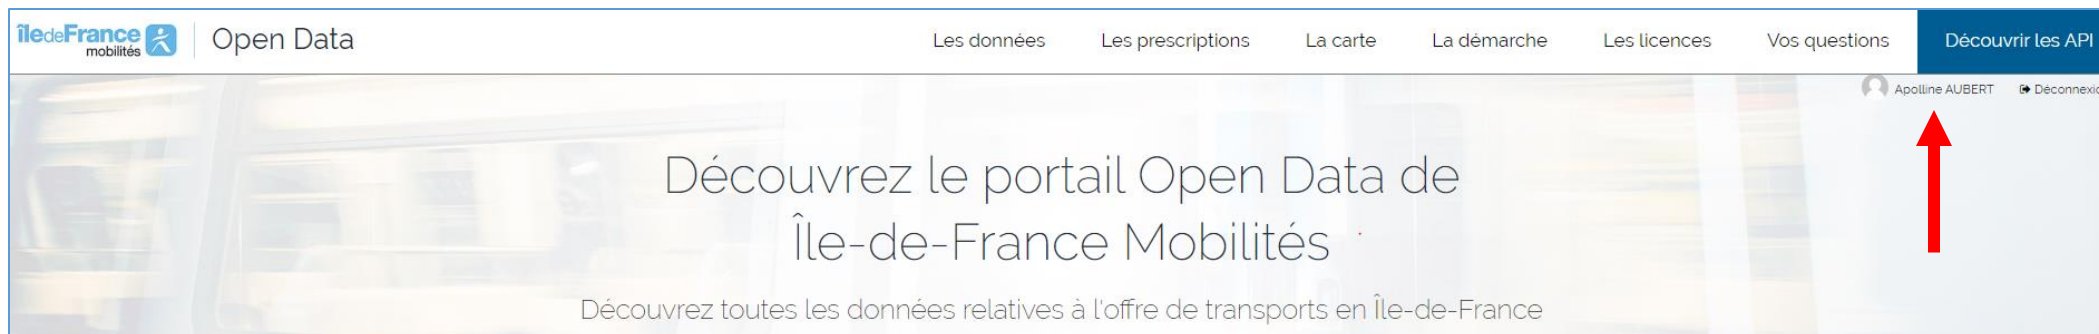 îledeFrance
mobilités
Open Data
Les données
Les prescriptions
La carte
La démarche
Les licences
Vos questions
Découvrir les API
Apolline AUBERT
Découvrez le portail Open Data de
Île-de-France Mobilités
Découvrez toutes les données relatives à l'offre de transports en Île-de-France